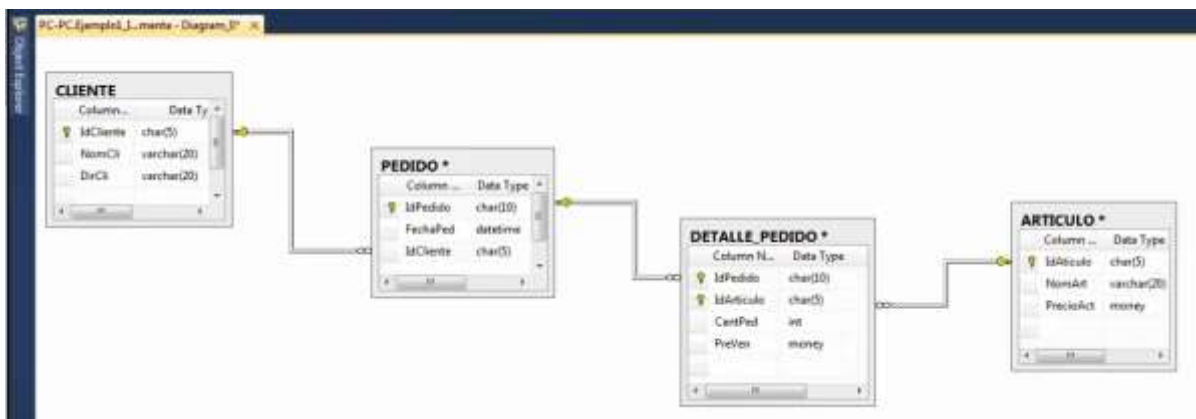 PC-PC.Ejemplo1_I...mente - Diagram_0*
Object Explorer
CLIENTE
Column... Data Ty
IdCliente char(5)
NomCli varchar(20)
DirCli varchar(20)
PEDIDO *
Column ... Data Type
IdPedido char(10)
FechaPed datetime
IdCliente char(5)
DETALLE_PEDIDO *
Column N... Data Type
IdPedido char(10)
IdArticulo char(5)
CantPed int
PreVen money
ARTICULO *
Column ... Data Type
IdAticulo char(5)
NomArt varchar(20)
PrecioAct money